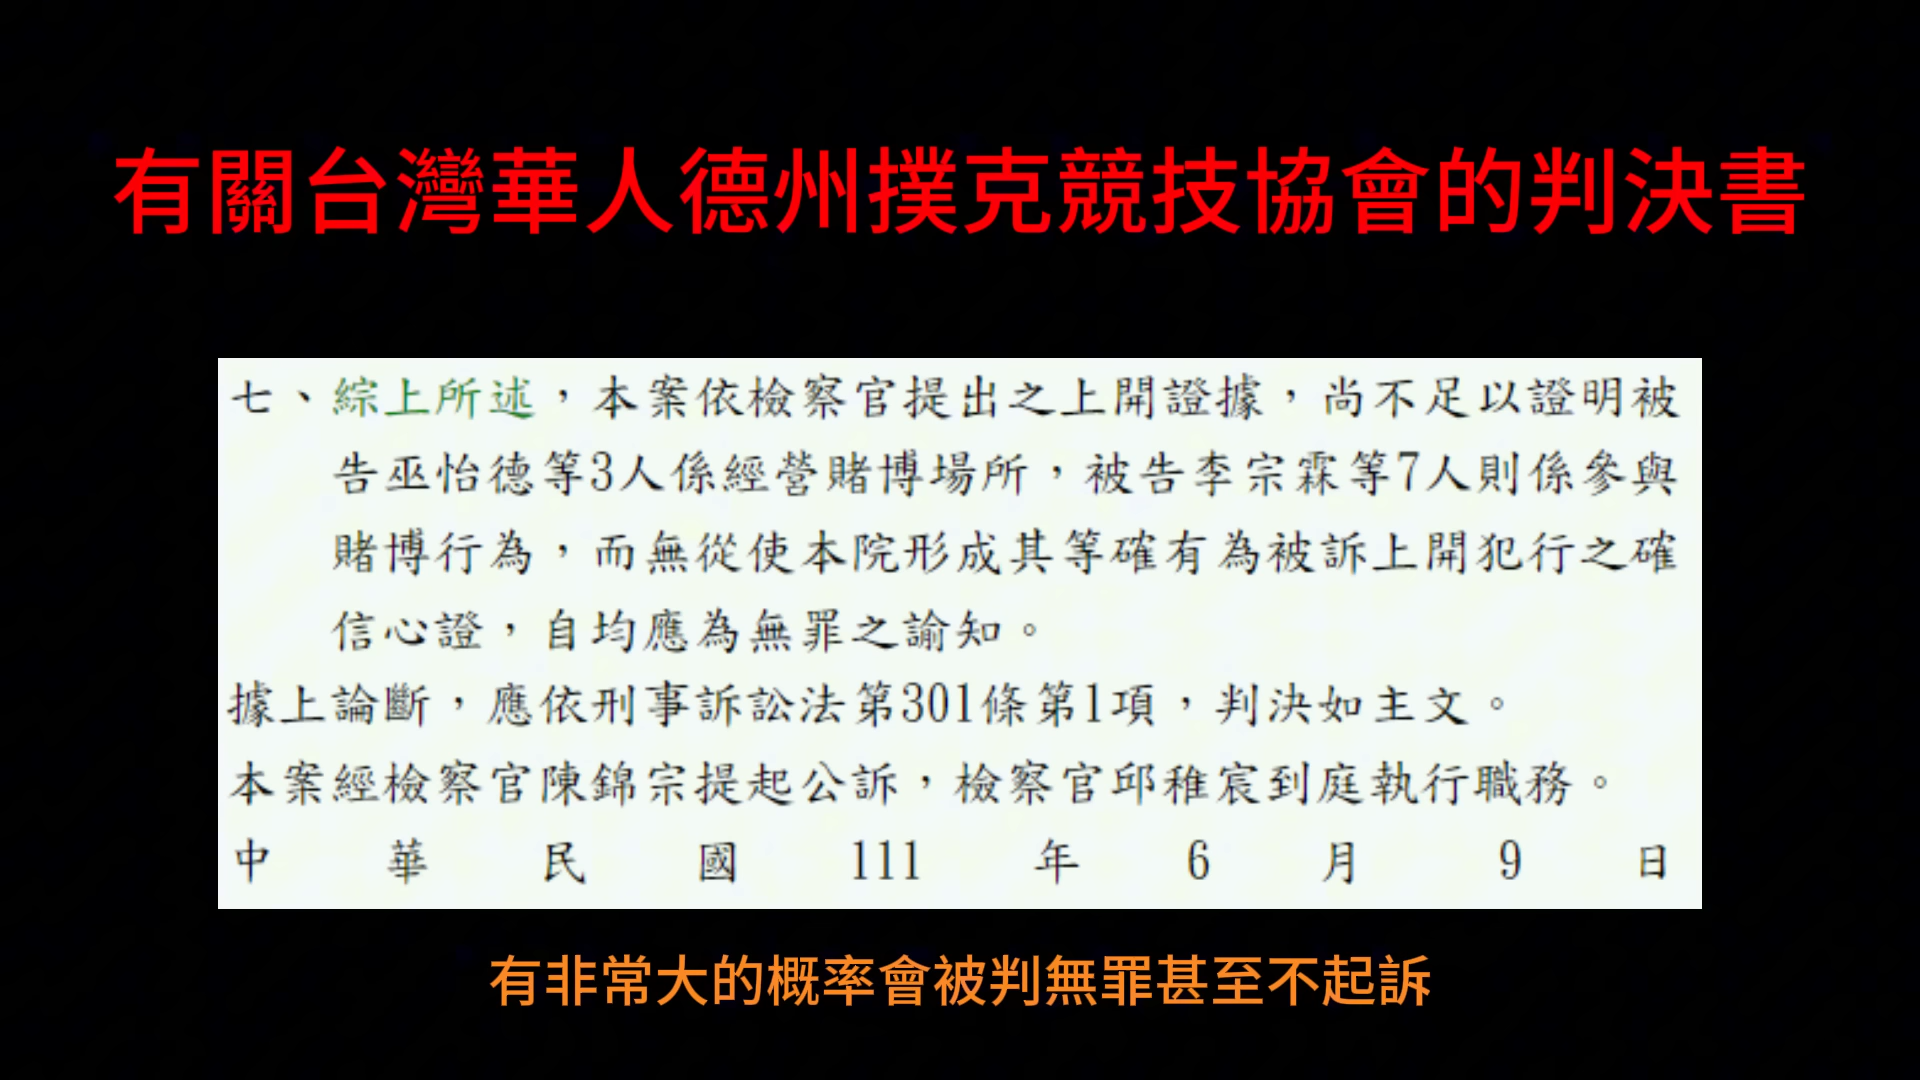 有關台灣華人德州撲克競技協會的判決書
七、綜上所述，本案依檢察官提出之上開證據，尚不足以證明被
告巫怡德等3人係經營賭博場所，被告李宗霖等7人則係參與
賭博行為，而無從使本院形成其等確有為被訴上開犯行之確
信心證，自均應為無罪之諭知。
據上論斷，應依刑事訴訟法第301條第1項，判決如主文。
本案經檢察官陳錦宗提起公訴，檢察官邱稚宸到庭執行職務。
中 華 民 國 111 年 6 月 9 日
有非常大的概率會被判無罪甚至不起訴